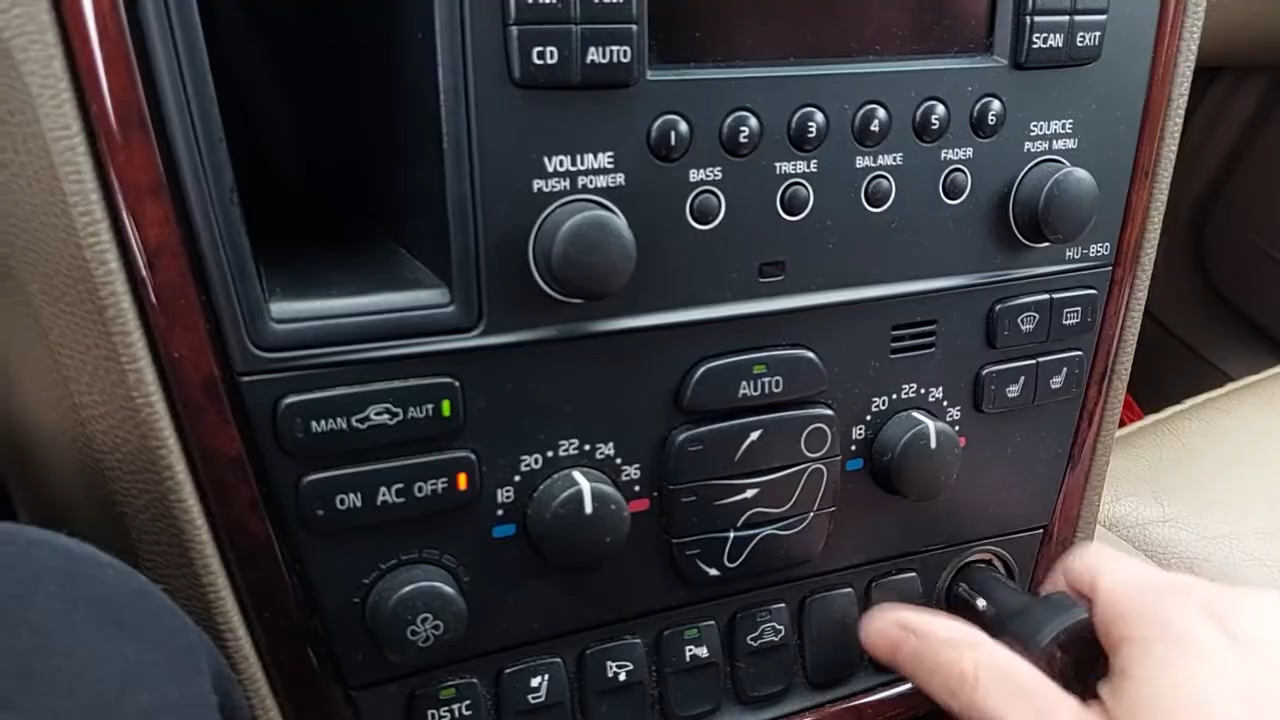 CD AUTO
SCAN EXIT
1 2 3 4 5 6
VOLUME
PUSH POWER
BASS
TREBLE
BALANCE
FADER
SOURCE
PUSH MENU
HU-850
MAN AUT
AUTO
ON AC OFF
18 20 22 24 26
18 20 22 24 26
DSTC
P